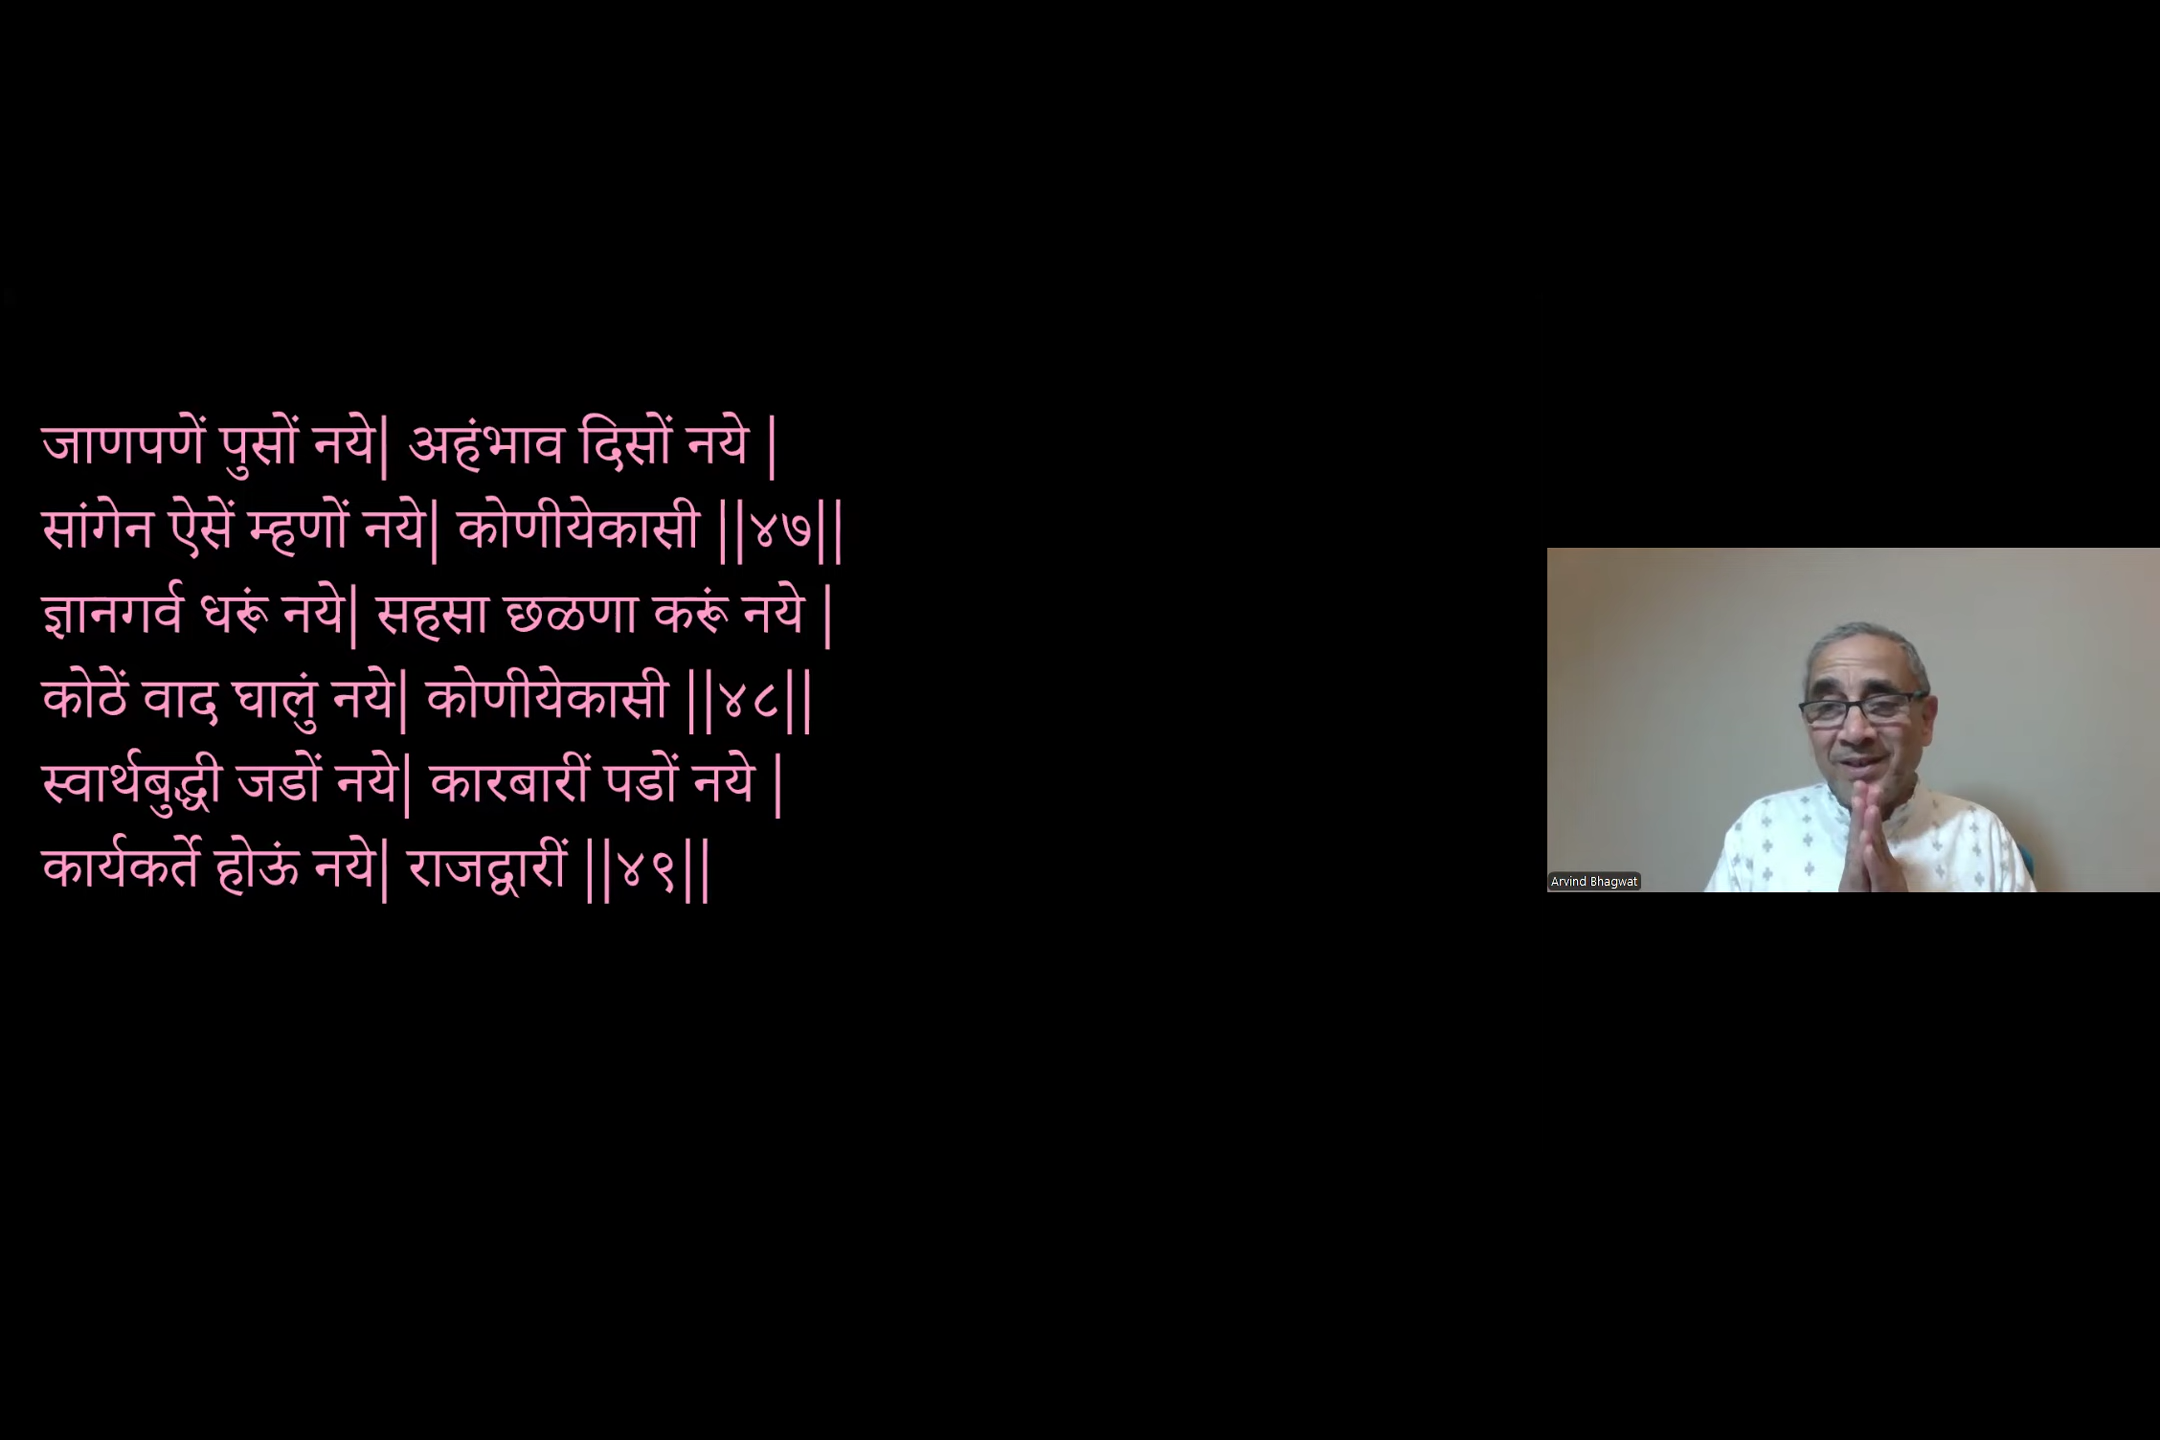 जाणपणें पुसों नये| अहंभाव दिसों नये |
सांगेन ऐसें म्हणों नये| कोणीयेकासी ||४७||
ज्ञानगर्व धरूं नये| सहसा छळणा करूं नये |
कोठें वाद घालुं नये| कोणीयेकासी ||४८||
स्वार्थबुद्धी जडों नये| कारबारीं पडों नये |
कार्यकर्ते होऊं नये| राजद्वारीं ||४९||
Arvind Bhagwat